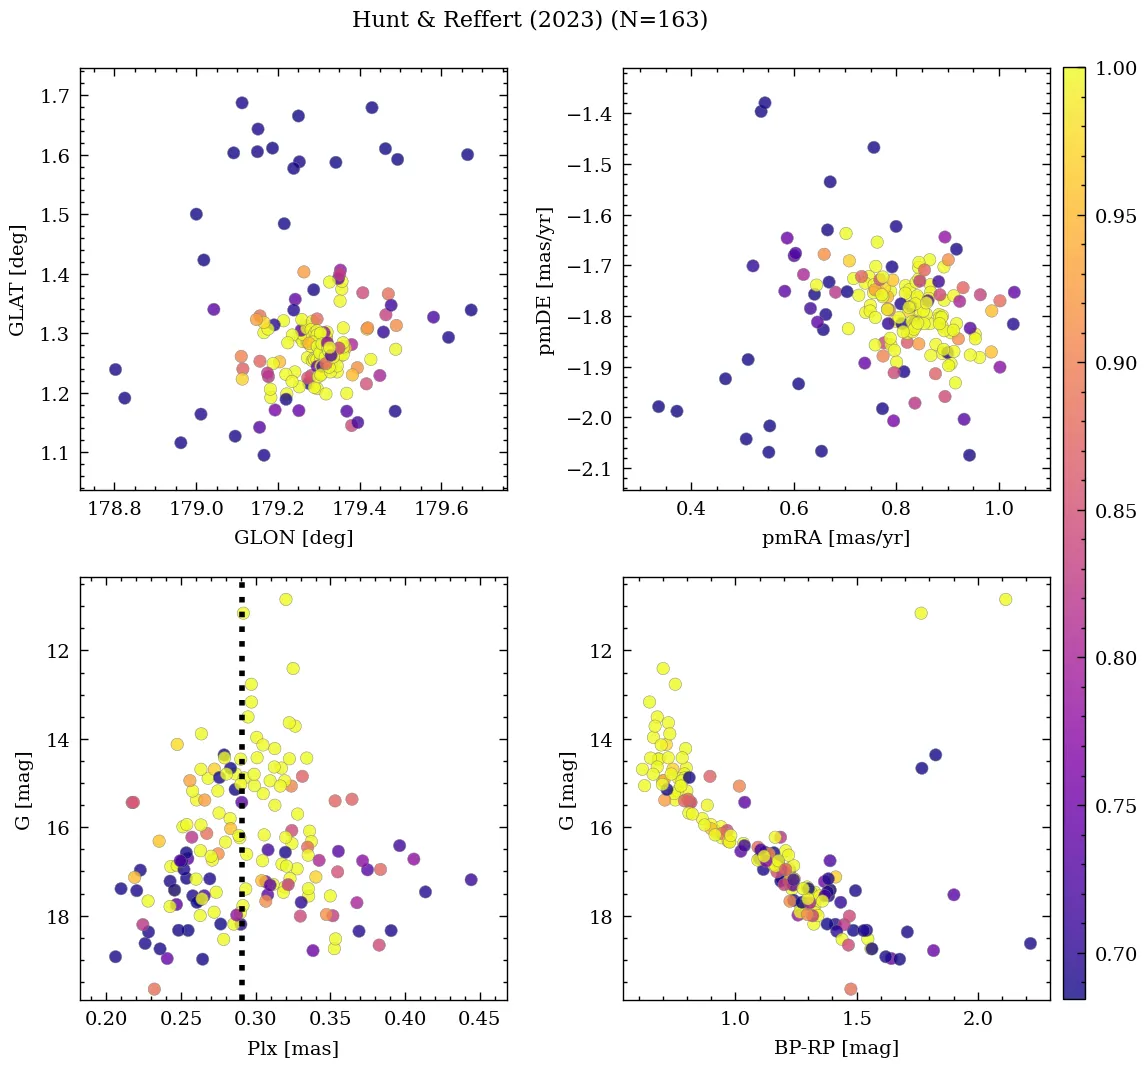 Hunt & Reffert (2023) (N=163)
1.7
1.6
1.5
1.4
1.3
1.2
1.1
GLAT [deg]
178.8 179.0 179.2 179.4 179.6
GLON [deg]
−1.4
−1.5
−1.6
−1.7
−1.8
−1.9
−2.0
−2.1
pmDE [mas/yr]
0.4 0.6 0.8 1.0
pmRA [mas/yr]
12
14
16
18
G [mag]
0.20 0.25 0.30 0.35 0.40 0.45
Plx [mas]
12
14
16
18
G [mag]
1.0 1.5 2.0
BP-RP [mag]
1.00
0.95
0.90
0.85
0.80
0.75
0.70